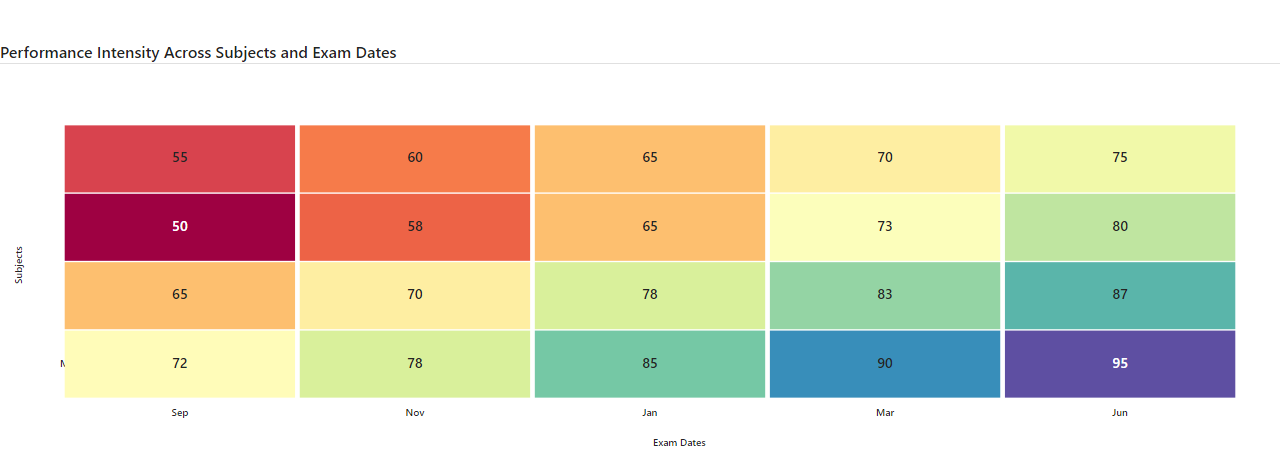 Performance Intensity Across Subjects and Exam Dates
55 60 65 70 75
50 58 65 73 80
Subjects
65 70 78 83 87
72 78 85 90 95
Sep Nov Jan Mar Jun
Exam Dates